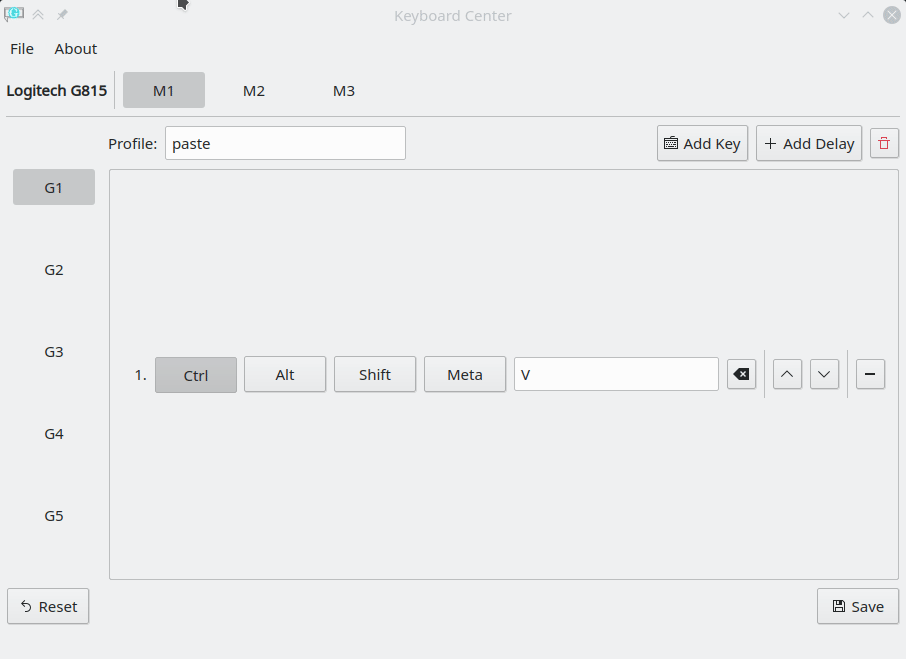 Keyboard Center
File About
Logitech G815 M1 M2 M3
Profile: paste Add Key + Add Delay
G1
G2
G3
1. Ctrl Alt Shift Meta V
G4
G5
Reset Save